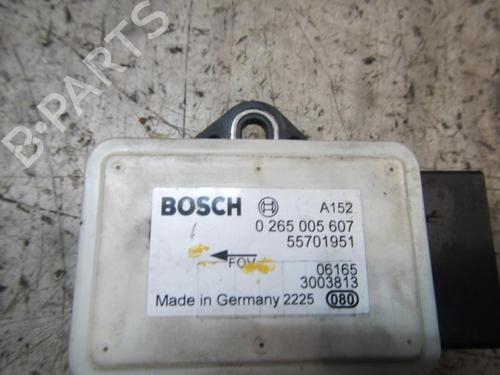 B-PARTS
BOSCH
A152
0 265 005 607
55701951
FOV
06165
3003813
Made in Germany 2225
080